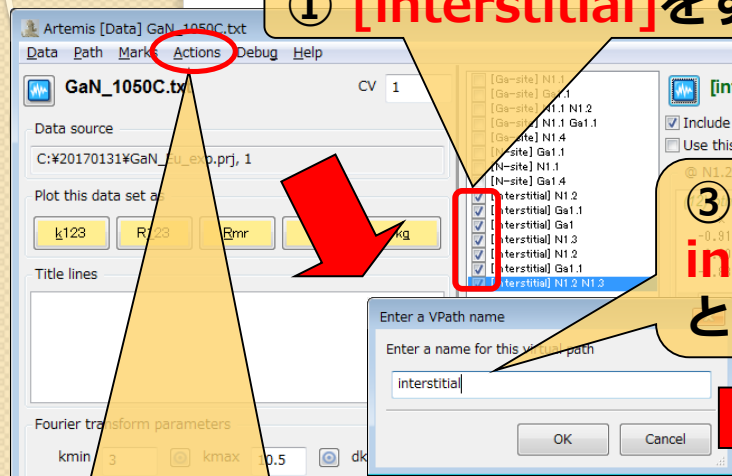 ① [interstitial]をす
Artemis [Data] GaN_1050C.txt
Data Path Marks Actions Debug Help
GaN_1050C.txt
CV 1
Data source
C:¥20170131¥GaN_Eu_exp.prj, 1
Plot this data set as
k123 R123 Rmr kq
Title lines
Fourier transform parameters
kmin 3 kmax 10.5 dk
[Ga-site] N1.1
[Ga-site] Ga1.1
[Ga-site] N1.1 N1.2
[Ga-site] N1.1 Ga1.1
[Ga-site] N1.4
[N-site] Ga1.1
[N-site] N1.1
[N-site] Ga1.4
[interstitial] N1.2
[interstitial] Ga1.1
[interstitial] Ga1
[interstitial] N1.3
[interstitial] N1.2
[interstitial] Ga1.1
[interstitial] N1.2 N1.3
[in
Include
Use this
@ N1.2
③
in
と
Enter a VPath name
Enter a name for this virtual path
interstitial
OK Cancel